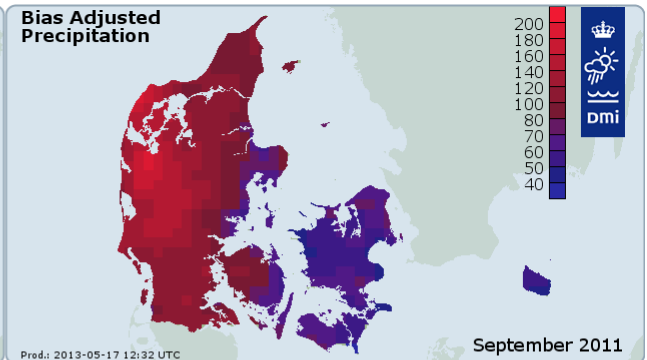 Bias Adjusted
Precipitation
200
180
160
140
120
100
80
70
60
50
40
DMI
September 2011
Prod.: 2013-05-17 12:32 UTC